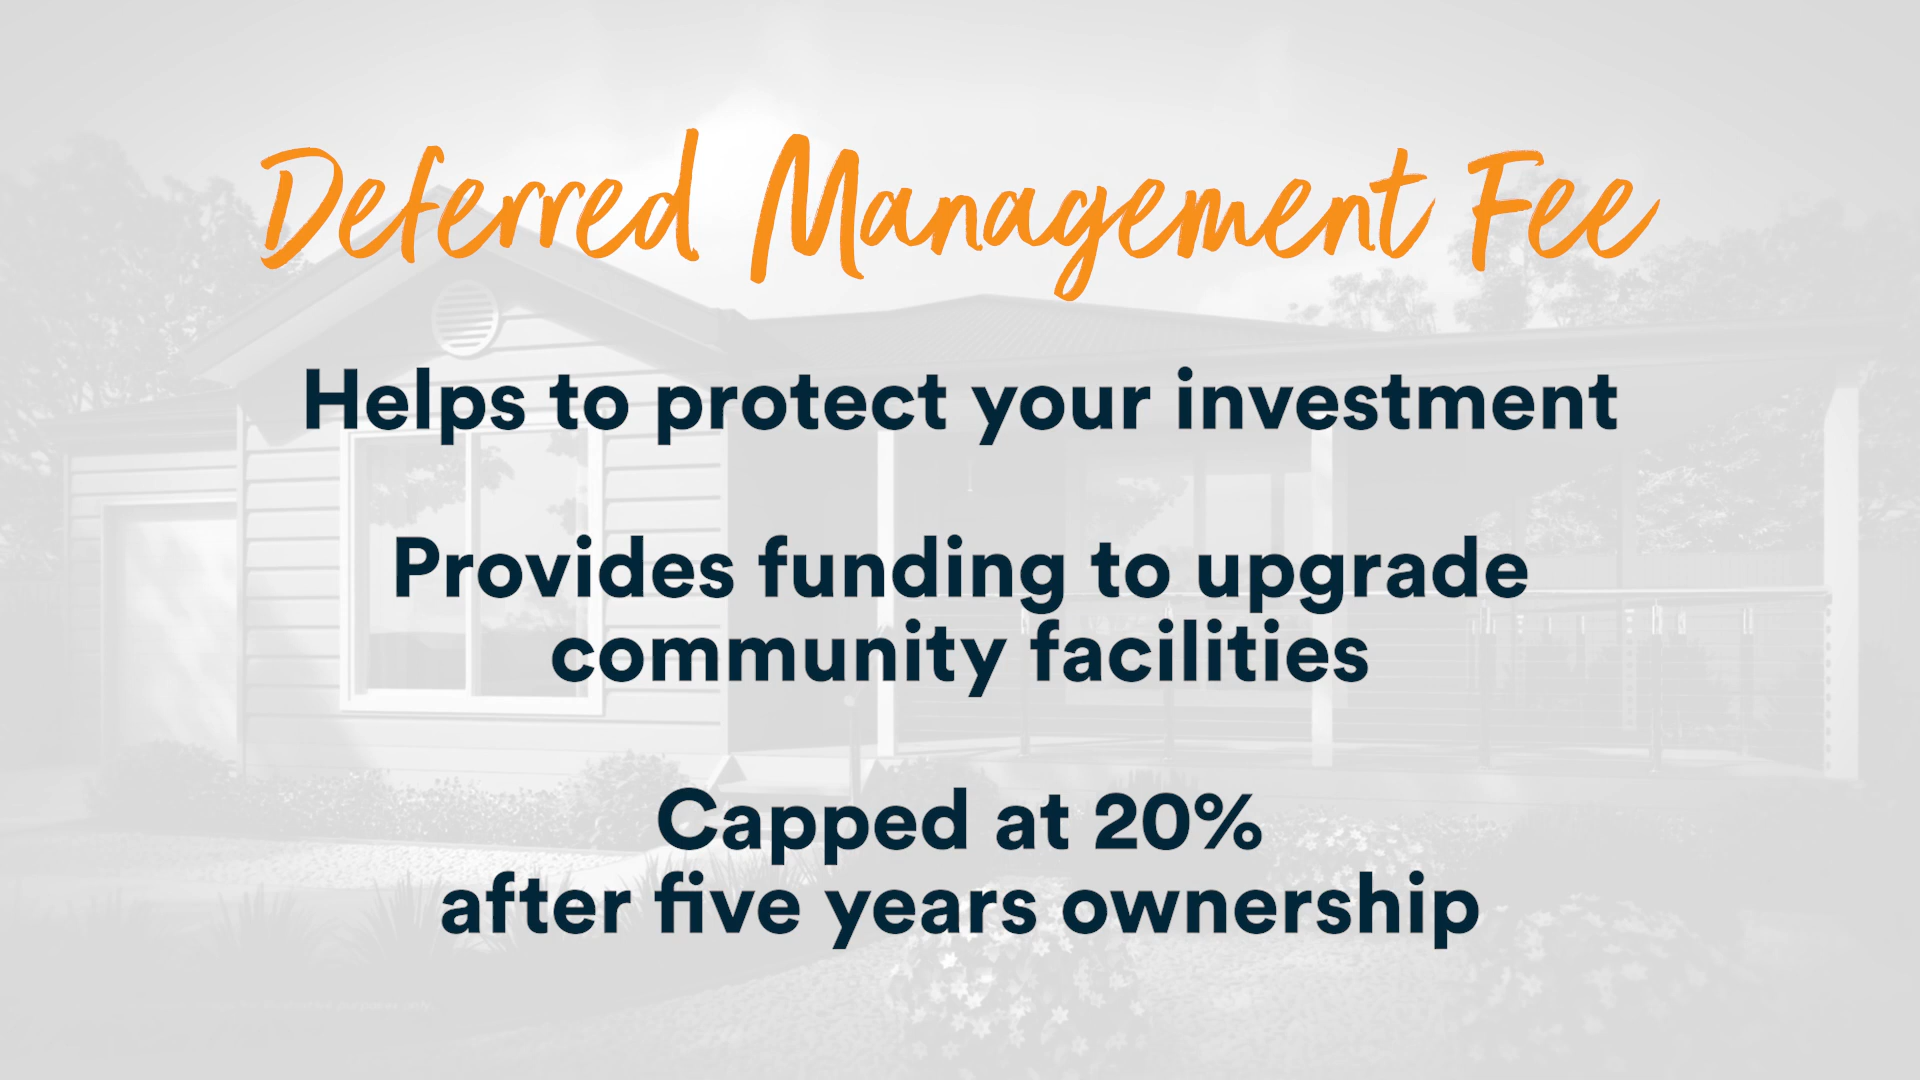 Deferred Management Fee
Helps to protect your investment
Provides funding to upgrade
community facilities
Capped at 20%
after five years ownership